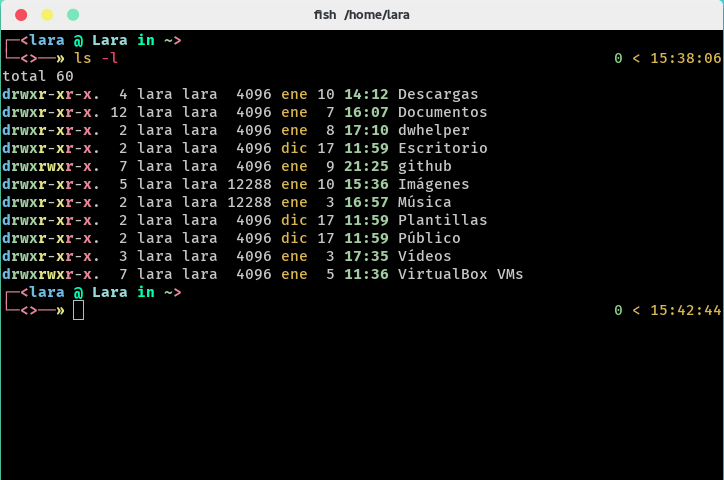 fish /home/lara
┌─<lara @ Lara in ~>
└─<>──» ls -l 0 < 15:38:06
total 60
drwxr-xr-x. 4 lara lara 4096 ene 10 14:12 Descargas
drwxr-xr-x. 12 lara lara 4096 ene 7 16:07 Documentos
drwxr-xr-x. 2 lara lara 4096 ene 8 17:10 dwhelper
drwxr-xr-x. 2 lara lara 4096 dic 17 11:59 Escritorio
drwxrwxr-x. 7 lara lara 4096 ene 9 21:25 github
drwxr-xr-x. 5 lara lara 12288 ene 10 15:36 Imágenes
drwxr-xr-x. 2 lara lara 12288 ene 3 16:57 Música
drwxr-xr-x. 2 lara lara 4096 dic 17 11:59 Plantillas
drwxr-xr-x. 2 lara lara 4096 dic 17 11:59 Público
drwxr-xr-x. 3 lara lara 4096 ene 3 17:35 Vídeos
drwxrwxr-x. 7 lara lara 4096 ene 5 11:36 VirtualBox VMs
┌─<lara @ Lara in ~>
└─<>──» 0 < 15:42:44